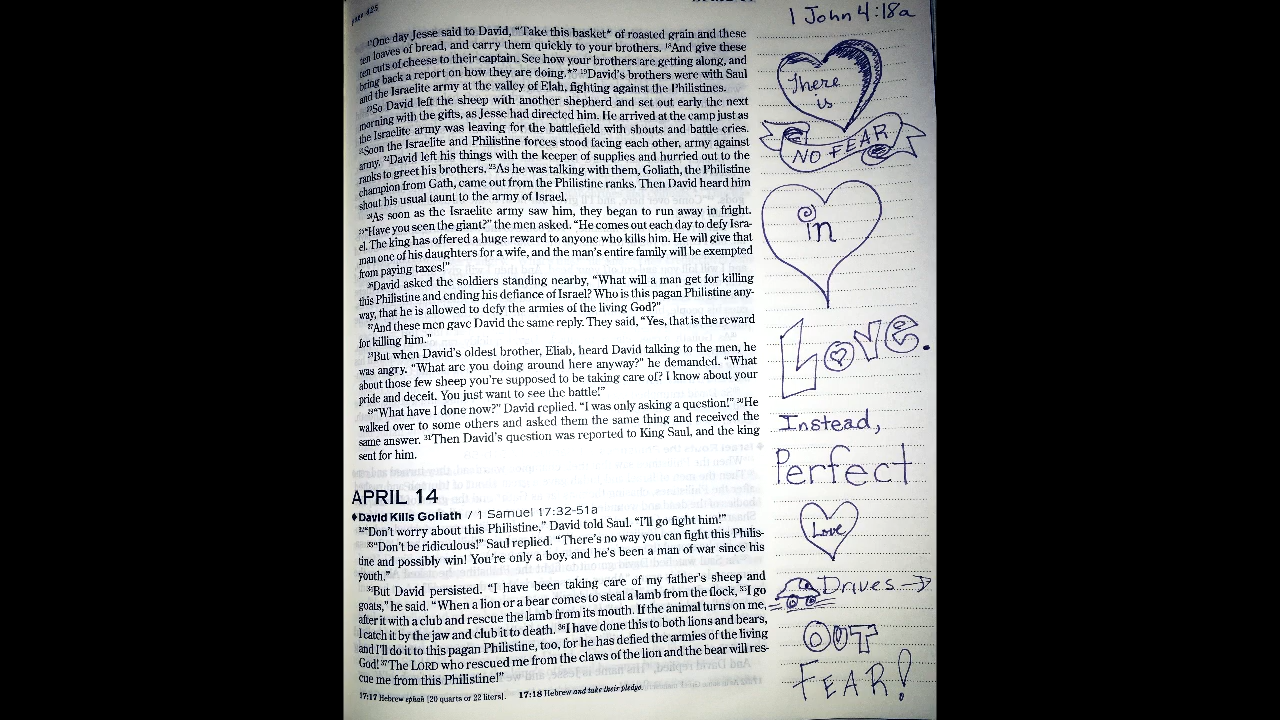 page 425
¹⁷One day Jesse said to David, “Take this basket* of roasted grain and these
ten loaves of bread, and carry them quickly to your brothers. ¹⁸And give these
ten cuts of cheese to their captain. See how your brothers are getting along, and
bring back a report on how they are doing.*” ¹⁹David’s brothers were with Saul
and the Israelite army at the valley of Elah, fighting against the Philistines.
²⁰So David left the sheep with another shepherd and set out early the next
morning with the gifts, as Jesse had directed him. He arrived at the camp just as
the Israelite army was leaving for the battlefield with shouts and battle cries.
²¹Soon the Israelite and Philistine forces stood facing each other, army against
army. ²²David left his things with the keeper of supplies and hurried out to the
ranks to greet his brothers. ²³As he was talking with them, Goliath, the Philistine
champion from Gath, came out from the Philistine ranks. Then David heard him
shout his usual taunt to the army of Israel.
²⁴As soon as the Israelite army saw him, they began to run away in fright.
²⁵“Have you seen the giant?” the men asked. “He comes out each day to defy Isra-
el. The king has offered a huge reward to anyone who kills him. He will give that
man one of his daughters for a wife, and the man’s entire family will be exempted
from paying taxes!”
²⁶David asked the soldiers standing nearby, “What will a man get for killing
this Philistine and ending his defiance of Israel? Who is this pagan Philistine any-
way, that he is allowed to defy the armies of the living God?”
²⁷And these men gave David the same reply. They said, “Yes, that is the reward
for killing him.”
²⁸But when David’s oldest brother, Eliab, heard David talking to the men, he
was angry. “What are you doing around here anyway?” he demanded. “What
about those few sheep you’re supposed to be taking care of? I know about your
pride and deceit. You just want to see the battle!”
²⁹“What have I done now?” David replied. “I was only asking a question!” ³⁰He
walked over to some others and asked them the same thing and received the
same answer. ³¹Then David’s question was reported to King Saul, and the king
sent for him.
APRIL 14
♦David Kills Goliath / 1 Samuel 17:32-51a
³²“Don’t worry about this Philistine,” David told Saul. “I’ll go fight him!”
³³“Don’t be ridiculous!” Saul replied. “There’s no way you can fight this Philis-
tine and possibly win! You’re only a boy, and he’s been a man of war since his
youth.”
³⁴But David persisted. “I have been taking care of my father’s sheep and
goats,” he said. “When a lion or a bear comes to steal a lamb from the flock, ³⁵I go
after it with a club and rescue the lamb from its mouth. If the animal turns on me,
I catch it by the jaw and club it to death. ³⁶I have done this to both lions and bears,
and I’ll do it to this pagan Philistine, too, for he has defied the armies of the living
God! ³⁷The LORD who rescued me from the claws of the lion and the bear will res-
cue me from this Philistine!”
17:17 Hebrew ephah [20 quarts or 22 liters]. 17:18 Hebrew and take their pledge.
1 John 4:18a
There
is
NO FEAR
in
Love.
Instead,
Perfect
Love
Drives →
OUT
FEAR!